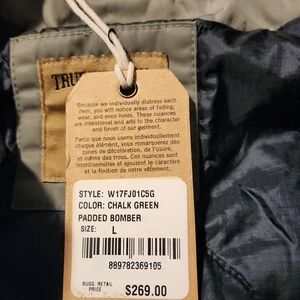 TRU
Because we individually distress each
item, you will notice areas of fading,
wear, and even holes. These nuances
are intentional and add to the character
and finish of our garment.
Parce que nous usons individuellement
chaque élément, vous remarquerez des
zones de décoloration, de l'usure,
et même des trous. Ces nuances sont
intentionnelles et ajoutent le caractère
et la finition de notre vêtement.
STYLE: W17FJ01C5G
COLOR: CHALK GREEN
PADDED BOMBER
SIZE: L
889782369105
SUGG. RETAIL
PRICE $269.00